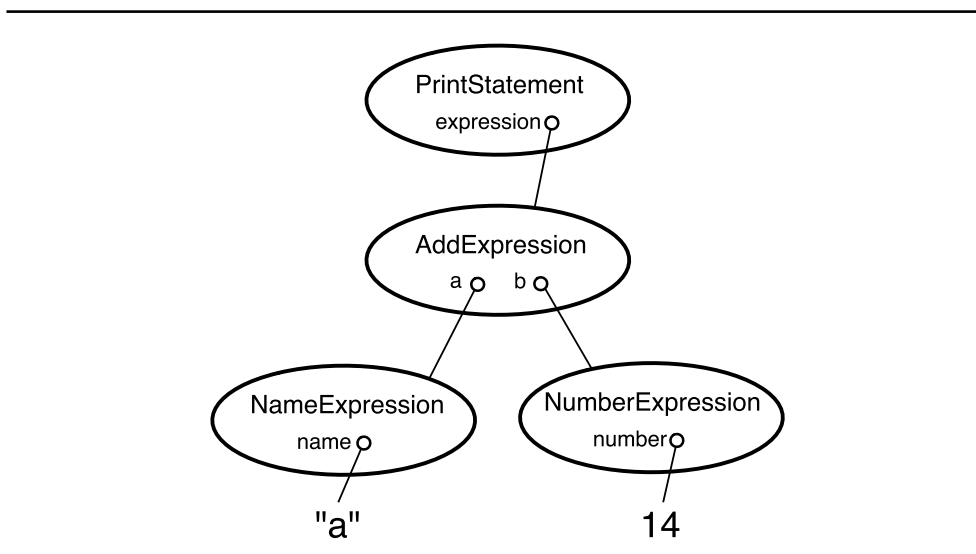 PrintStatement
expression
AddExpression
a b
NameExpression
name
NumberExpression
number
"a"
14